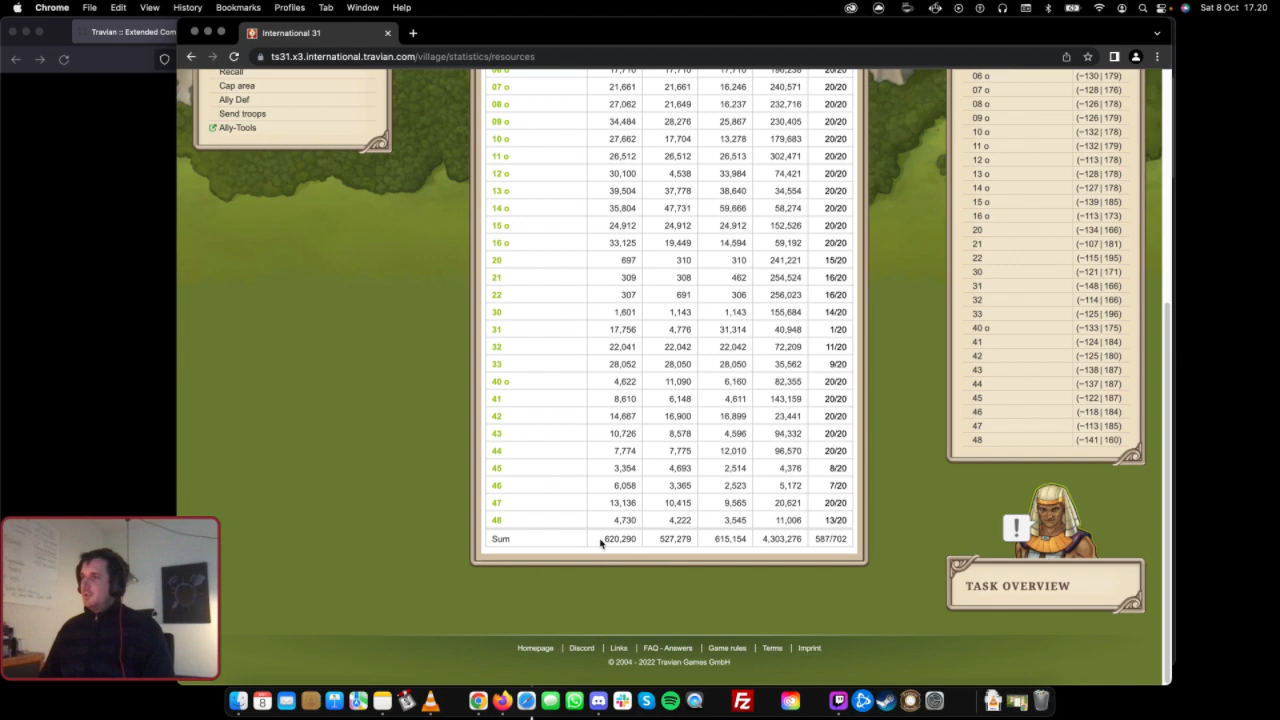 Chrome File Edit View History Bookmarks Profiles Tab Window Help Sat 8 Oct 17.20
Travian :: Extended Com
International 31
ts31.x3.international.travian.com/village/statistics/resources
Recall
Cap area
Ally Def
Send troops
Ally-Tools
06 o 17,710 17,710 17,710 196,238 20/20
07 o 21,661 21,661 16,246 240,571 20/20
08 o 27,062 21,649 16,237 232,716 20/20
09 o 34,484 28,276 25,867 230,405 20/20
10 o 27,662 17,704 13,278 179,683 20/20
11 o 26,512 26,512 26,513 302,471 20/20
12 o 30,100 4,538 33,984 74,421 20/20
13 o 39,504 37,778 38,640 34,554 20/20
14 o 35,804 47,731 59,666 58,274 20/20
15 o 24,912 24,912 24,912 152,526 20/20
16 o 33,125 19,449 14,594 59,192 20/20
20 697 310 310 241,221 15/20
21 309 308 462 254,524 16/20
22 307 691 306 256,023 16/20
30 1,601 1,143 1,143 155,684 14/20
31 17,756 4,776 31,314 40,948 1/20
32 22,041 22,042 22,042 72,209 11/20
33 28,052 28,050 28,050 35,562 9/20
40 o 4,622 11,090 6,160 82,355 20/20
41 8,610 6,148 4,611 143,159 20/20
42 14,667 16,900 16,899 23,441 20/20
43 10,726 8,578 4,596 94,332 20/20
44 7,774 7,775 12,010 96,570 20/20
45 3,354 4,693 2,514 4,376 8/20
46 6,058 3,365 2,523 5,172 7/20
47 13,136 10,415 9,565 20,621 20/20
48 4,730 4,222 3,545 11,006 13/20
Sum 620,290 527,279 615,154 4,303,276 587/702
06 o (−130|179)
07 o (−128|176)
08 o (−126|178)
09 o (−126|179)
10 o (−132|178)
11 o (−132|179)
12 o (−113|178)
13 o (−128|178)
14 o (−127|178)
15 o (−139|185)
16 o (−113|173)
20 (−134|166)
21 (−107|181)
22 (−115|195)
30 (−121|171)
31 (−148|166)
32 (−114|166)
33 (−125|196)
40 o (−133|175)
41 (−124|184)
42 (−125|180)
43 (−138|187)
44 (−137|187)
45 (−122|187)
46 (−118|184)
47 (−113|185)
48 (−141|160)
!
TASK OVERVIEW
Homepage | Discord | Links | FAQ - Answers | Game rules | Terms | Imprint
© 2004 - 2022 Travian Games GmbH